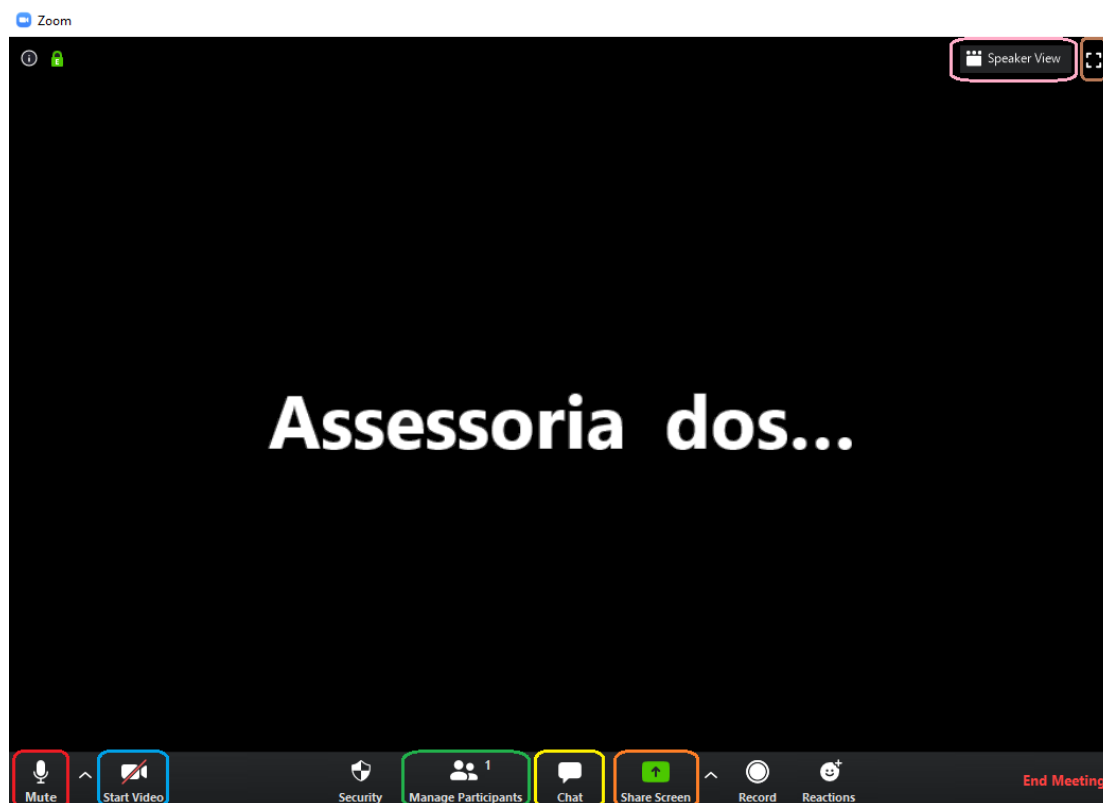 Zoom
Speaker View
Assessoria dos...
1
Mute Start Video Security Manage Participants Chat Share Screen Record Reactions End Meeting